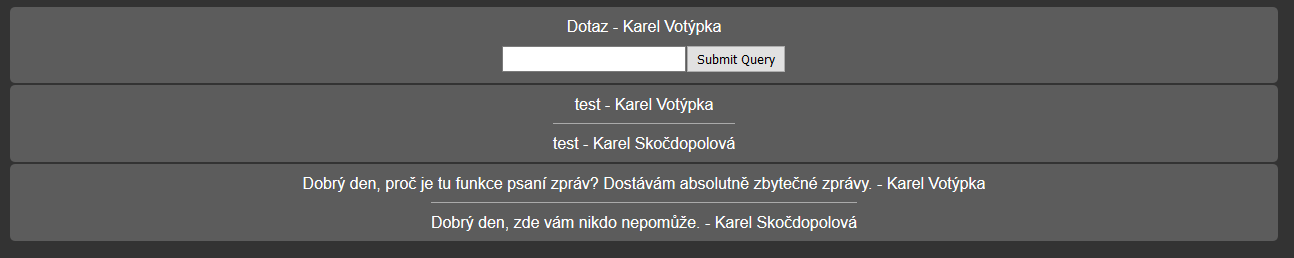 Dotaz - Karel Votýpka
Submit Query
test - Karel Votýpka
test - Karel Skočdopolová
Dobrý den, proč je tu funkce psaní zpráv? Dostávám absolutně zbytečné zprávy. - Karel Votýpka
Dobrý den, zde vám nikdo nepomůže. - Karel Skočdopolová